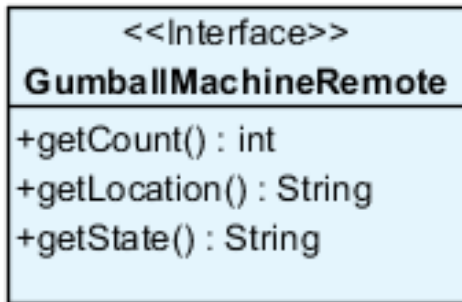 <<Interface>>
GumballMachineRemote
+getCount() : int
+getLocation() : String
+getState() : String